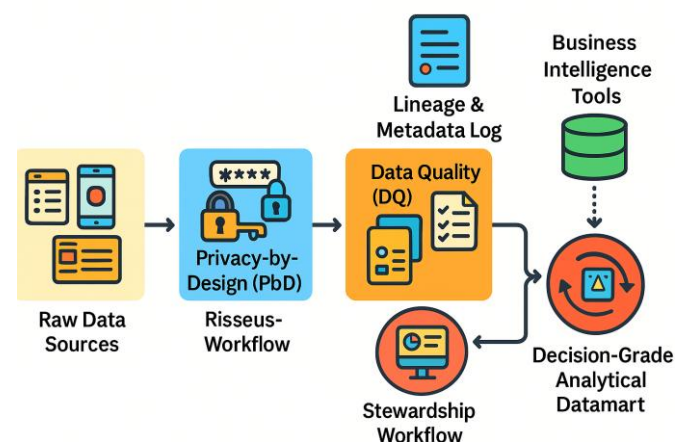 Business
Intelligence
Tools
Lineage &
Metadata Log
****
Privacy-by-
Design (PbD)
Data Quality
(DQ)
Raw Data
Sources
Risseus-
Workflow
Stewardship
Workflow
Decision-Grade
Analytical
Datamart